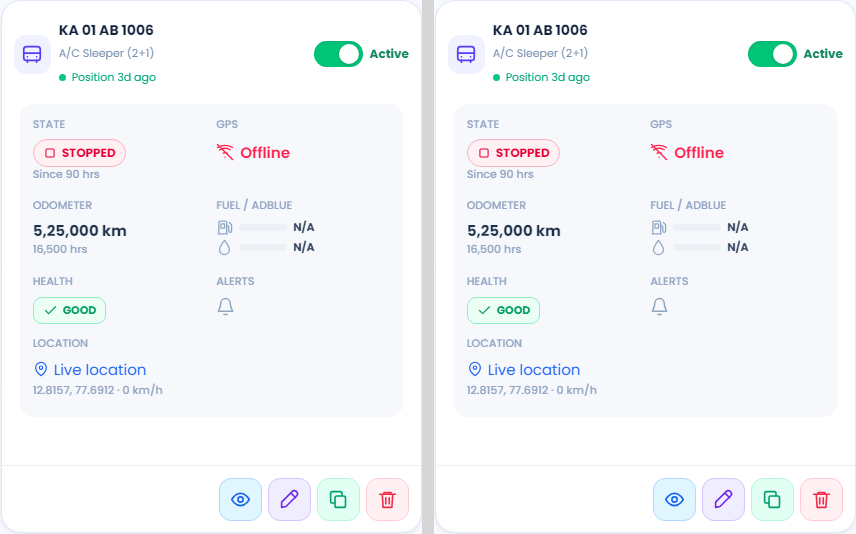 KA 01 AB 1006
A/C Sleeper (2+1)
Position 3d ago
Active
STATE
GPS
STOPPED
Offline
Since 90 hrs
ODOMETER
FUEL / ADBLUE
5,25,000 km
N/A
16,500 hrs
N/A
HEALTH
ALERTS
GOOD
LOCATION
Live location
12.8157, 77.6912 · 0 km/h
KA 01 AB 1006
A/C Sleeper (2+1)
Position 3d ago
Active
STATE
GPS
STOPPED
Offline
Since 90 hrs
ODOMETER
FUEL / ADBLUE
5,25,000 km
N/A
16,500 hrs
N/A
HEALTH
ALERTS
GOOD
LOCATION
Live location
12.8157, 77.6912 · 0 km/h